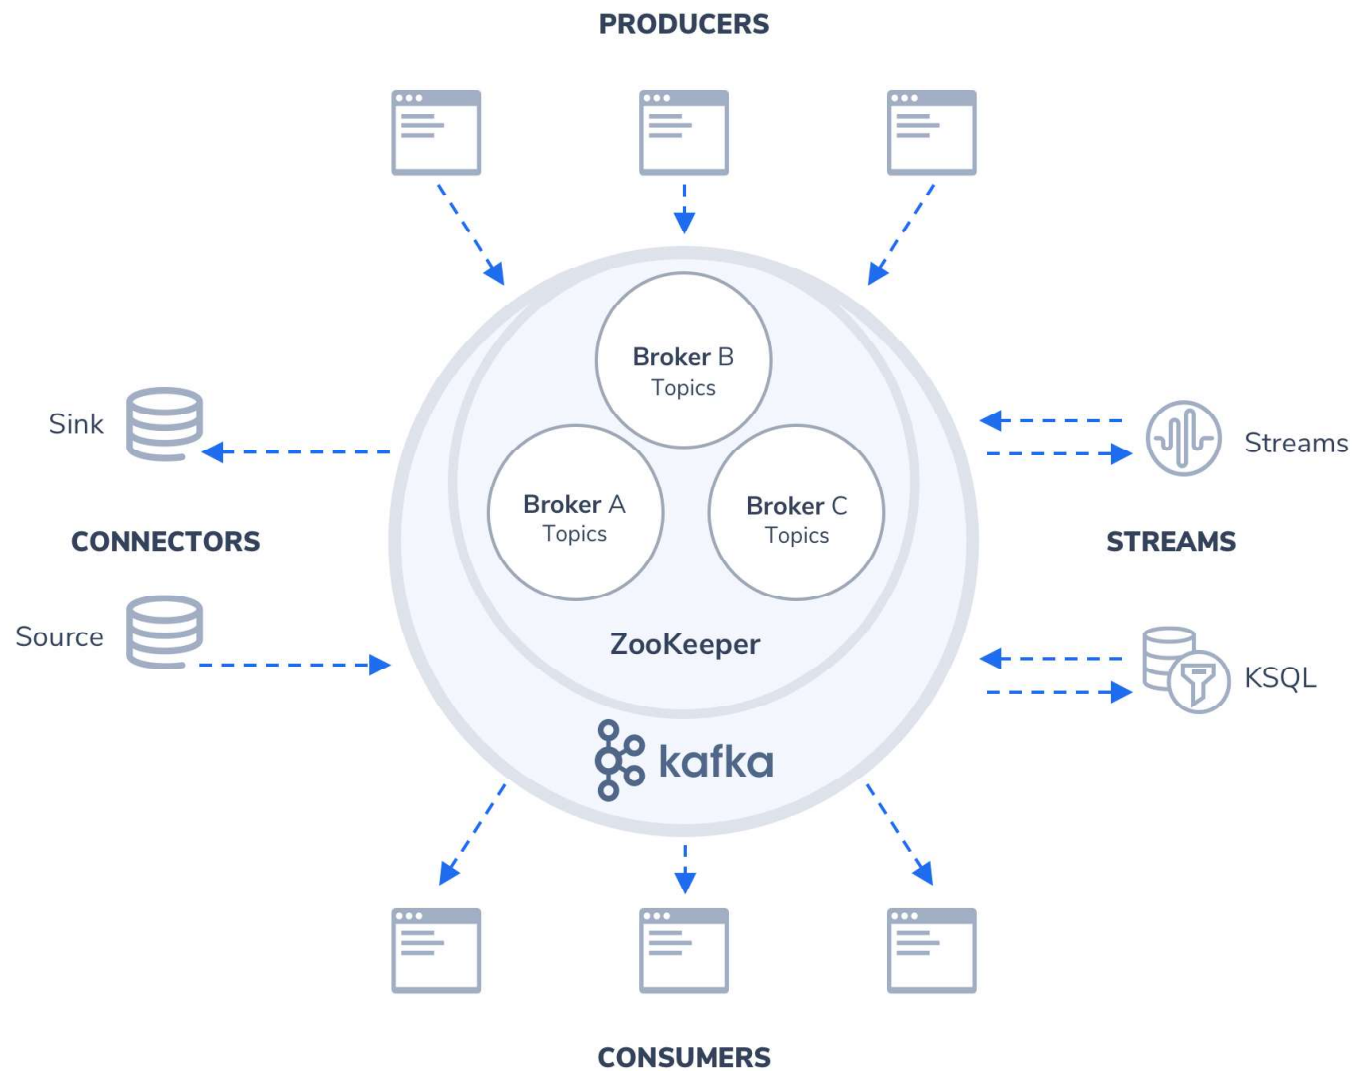 PRODUCERS
Broker B
Topics
Broker A
Topics
Broker C
Topics
ZooKeeper
kafka
Sink
CONNECTORS
Source
Streams
STREAMS
KSQL
CONSUMERS